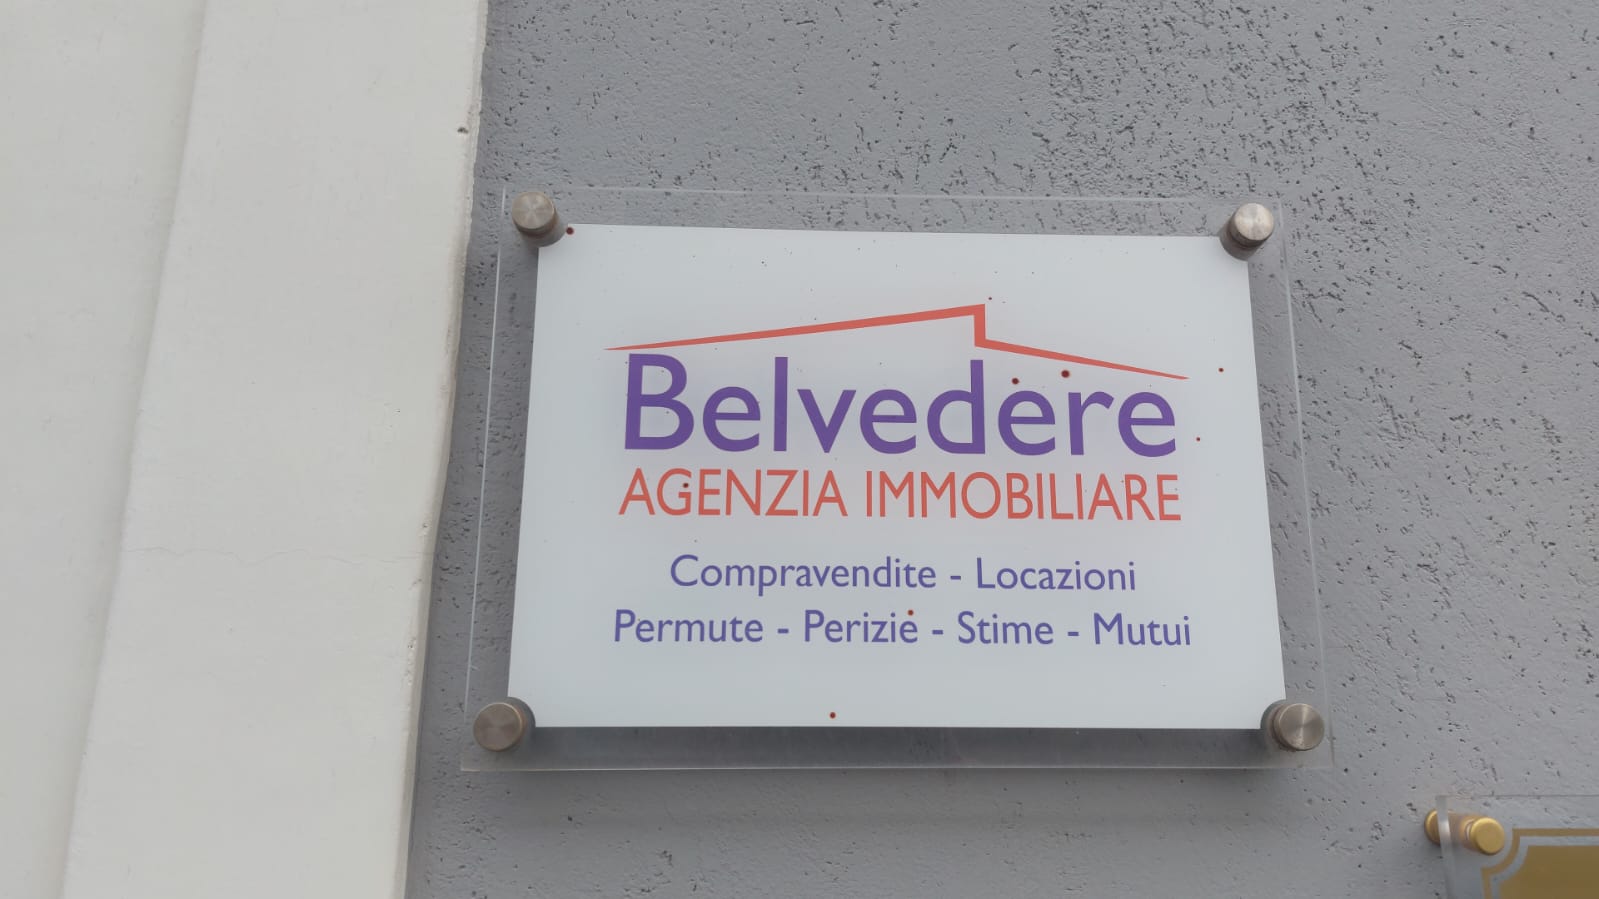 Belvedere
AGENZIA IMMOBILIARE
Compravendite - Locazioni
Permute - Perizie - Stime - Mutui